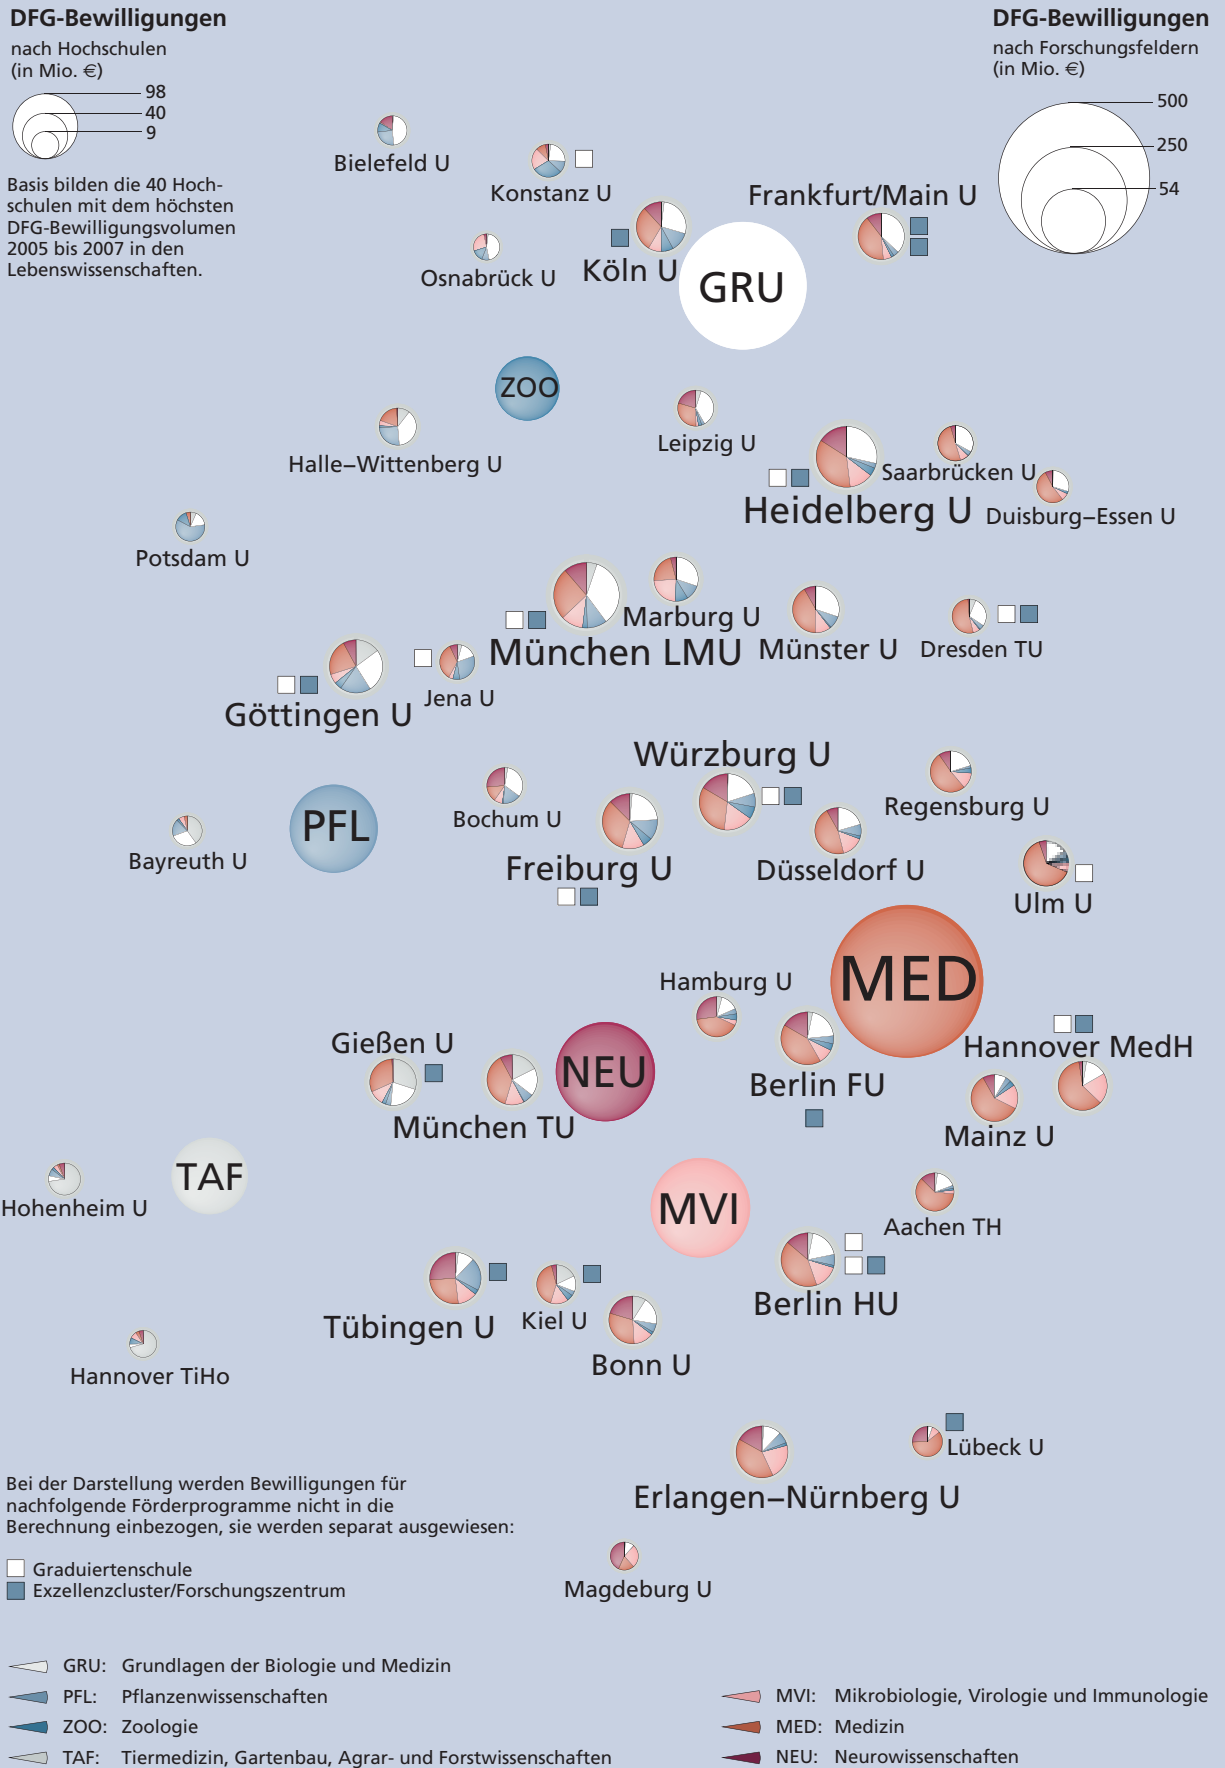 DFG-Bewilligungen
nach Hochschulen
(in Mio. €)
98
40
9
Basis bilden die 40 Hoch-
schulen mit dem höchsten
DFG-Bewilligungsvolumen
2005 bis 2007 in den
Lebenswissenschaften.
DFG-Bewilligungen
nach Forschungsfeldern
(in Mio. €)
500
250
54
Bielefeld U
Konstanz U
Frankfurt/Main U
Osnabrück U
Köln U
GRU
ZOO
Leipzig U
Halle–Wittenberg U
Saarbrücken U
Heidelberg U
Duisburg–Essen U
Potsdam U
Marburg U
München LMU
Münster U
Dresden TU
Jena U
Göttingen U
Würzburg U
Regensburg U
Bochum U
PFL
Bayreuth U
Freiburg U
Düsseldorf U
Ulm U
MED
Hamburg U
Gießen U
NEU
Hannover MedH
Berlin FU
München TU
Mainz U
TAF
Hohenheim U
MVI
Aachen TH
Berlin HU
Tübingen U
Kiel U
Bonn U
Hannover TiHo
Lübeck U
Erlangen–Nürnberg U
Magdeburg U
Bei der Darstellung werden Bewilligungen für
nachfolgende Förderprogramme nicht in die
Berechnung einbezogen, sie werden separat ausgewiesen:
Graduiertenschule
Exzellenzcluster/Forschungszentrum
GRU: Grundlagen der Biologie und Medizin
PFL: Pflanzenwissenschaften
ZOO: Zoologie
TAF: Tiermedizin, Gartenbau, Agrar- und Forstwissenschaften
MVI: Mikrobiologie, Virologie und Immunologie
MED: Medizin
NEU: Neurowissenschaften